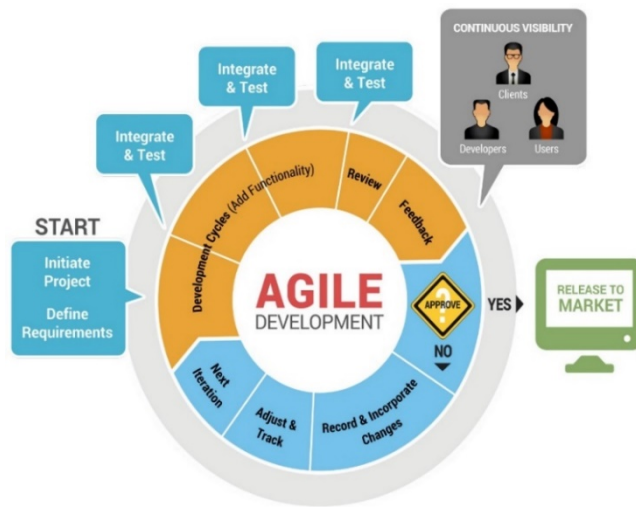 CONTINUOUS VISIBILITY
Clients
Developers
Users
Integrate
& Test
Integrate
& Test
Integrate
& Test
START
Initiate
Project
Define
Requirements
Development Cycles (Add Functionality)
Review
Feedback
AGILE
DEVELOPMENT
?
APPROVE
YES
NO
RELEASE TO
MARKET
Record & Incorporate
Changes
Adjust &
Track
Next
Iteration